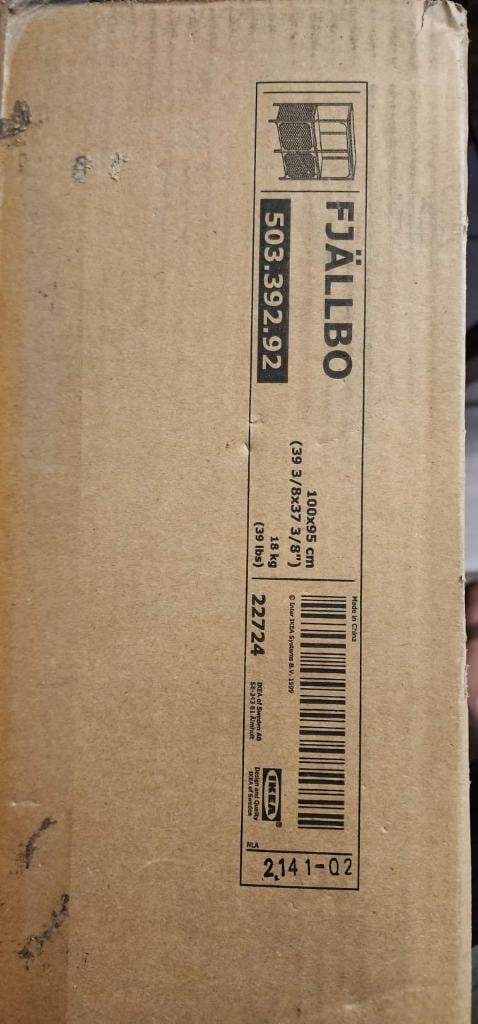 FJÄLLBO
503.392.92
100x95 cm
(39 3/8x37 3/8")
18 kg
(39 lbs)
Made in China
© Inter IKEA Systems B.V. 1999
22724
IKEA of Sweden AB
SE-343 81 Älmhult
IKEA®
Design and Quality
IKEA of Sweden
NLA
2141-Q2